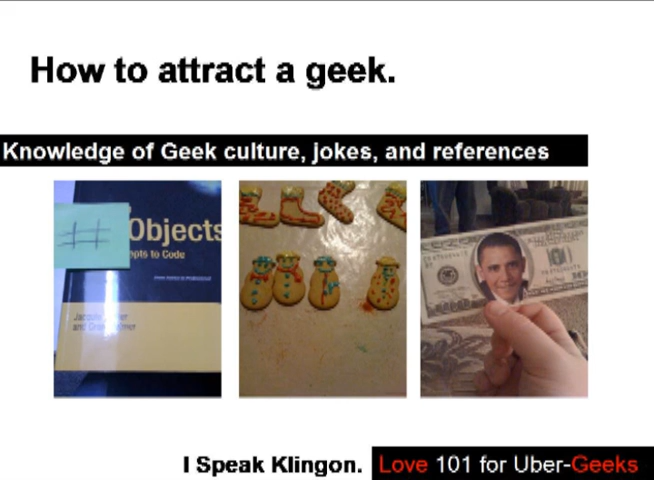 How to attract a geek.
Knowledge of Geek culture, jokes, and references
#
Objects
to Code
and
I Speak Klingon. Love 101 for Uber-Geeks